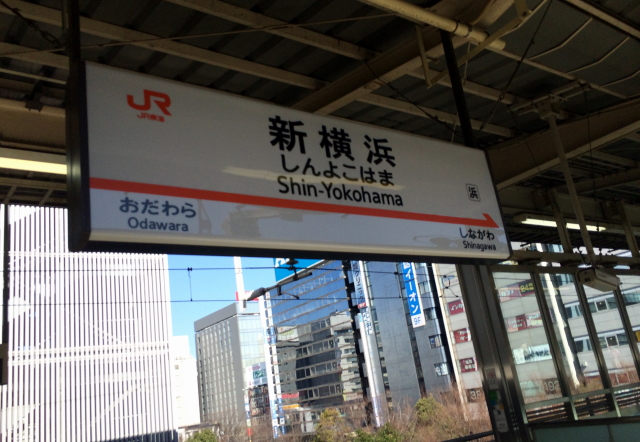 JR
JR東海
新横浜
しんよこはま
Shin-Yokohama
浜
おだわら
Odawara
しながわ
Shinagawa
イーオン